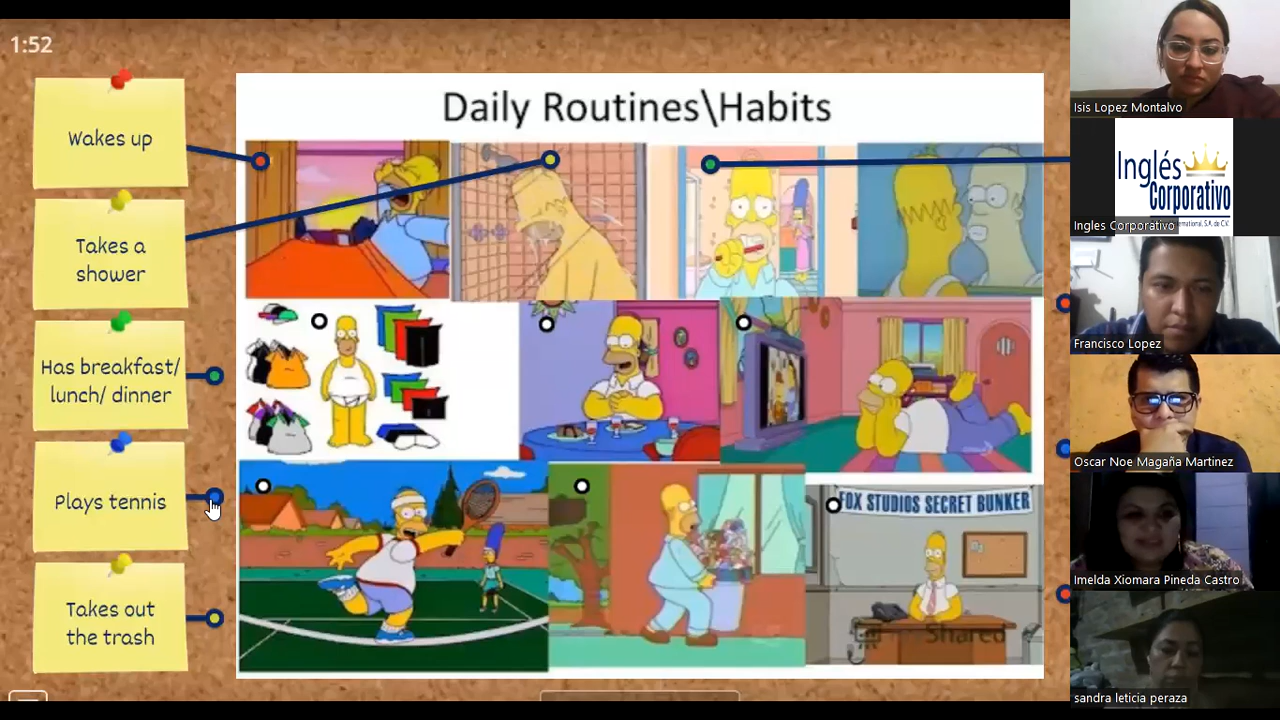 1:52
Daily Routines\Habits
Wakes up
Takes a
shower
Has breakfast/
lunch/ dinner
Plays tennis
Takes out
the trash
FOX STUDIOS SECRET BUNKER
Shared
Isis Lopez Montalvo
Inglés
Corporativo
Ingles Corporativo
Francisco Lopez
Oscar Noe Magaña Martinez
Imelda Xiomara Pineda Castro
sandra leticia peraza